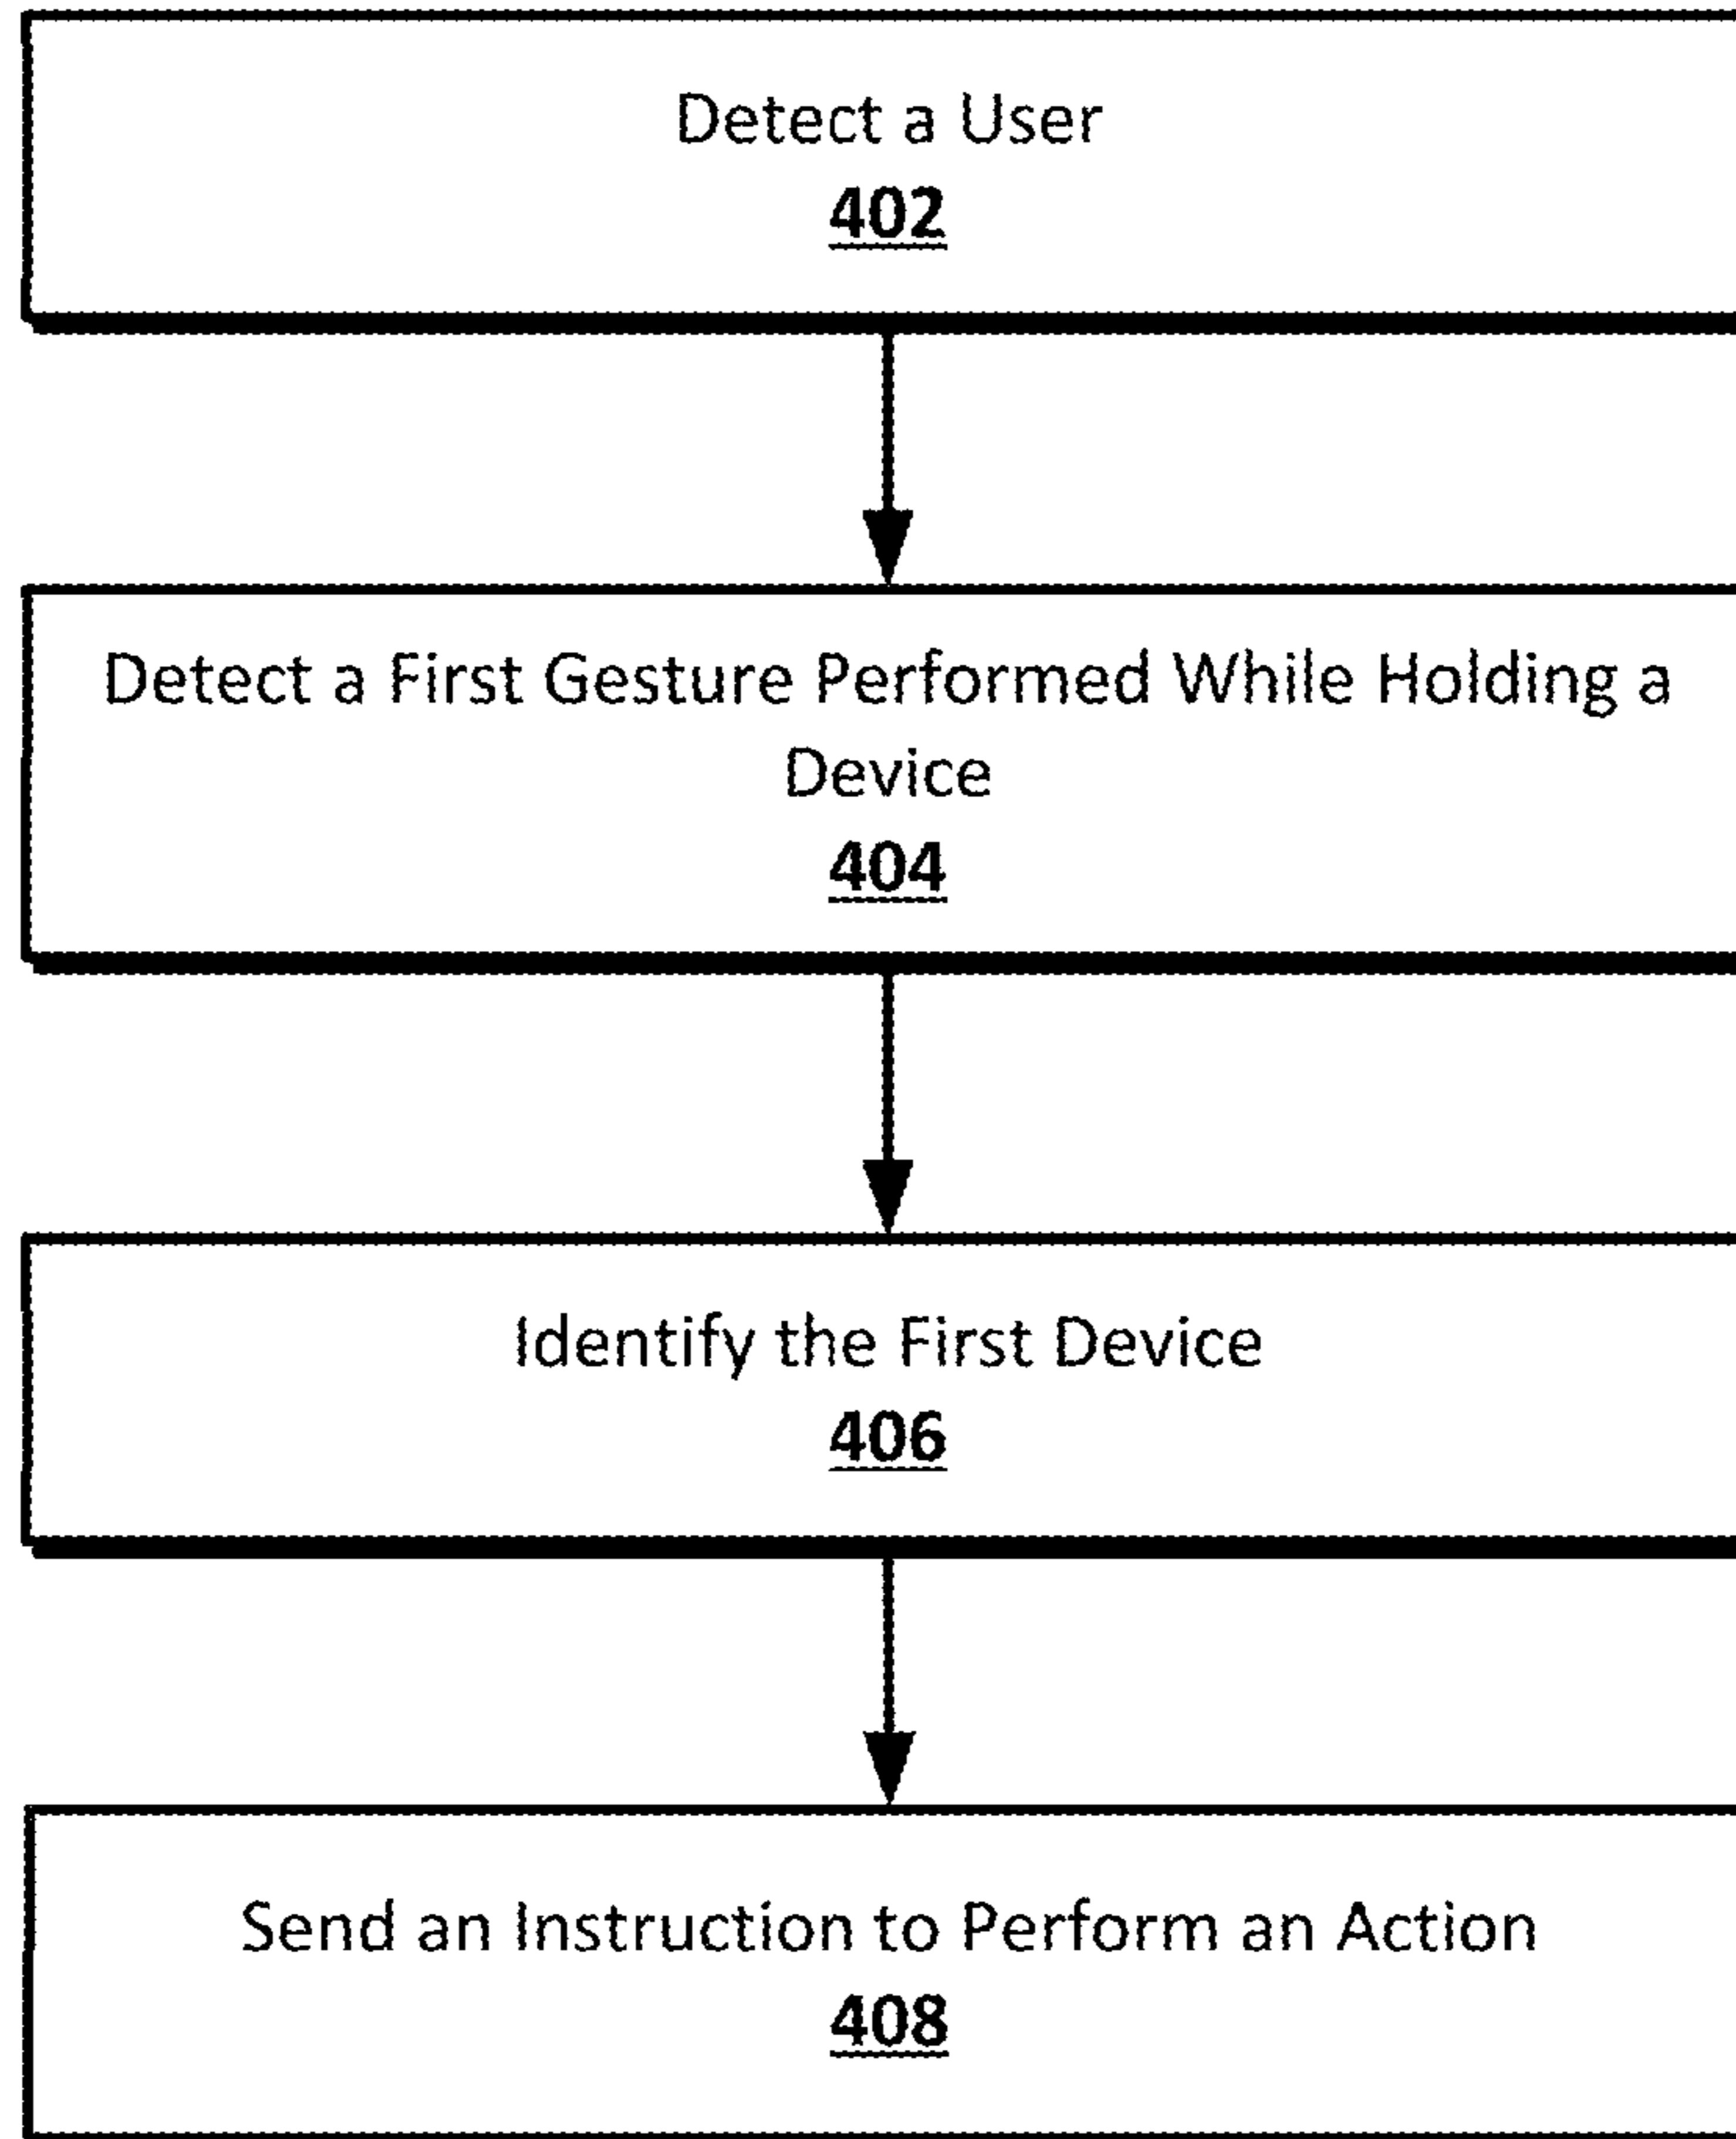 Detect a User
402
Detect a First Gesture Performed While Holding a
Device
404
Identify the First Device
406
Send an Instruction to Perform an Action
408